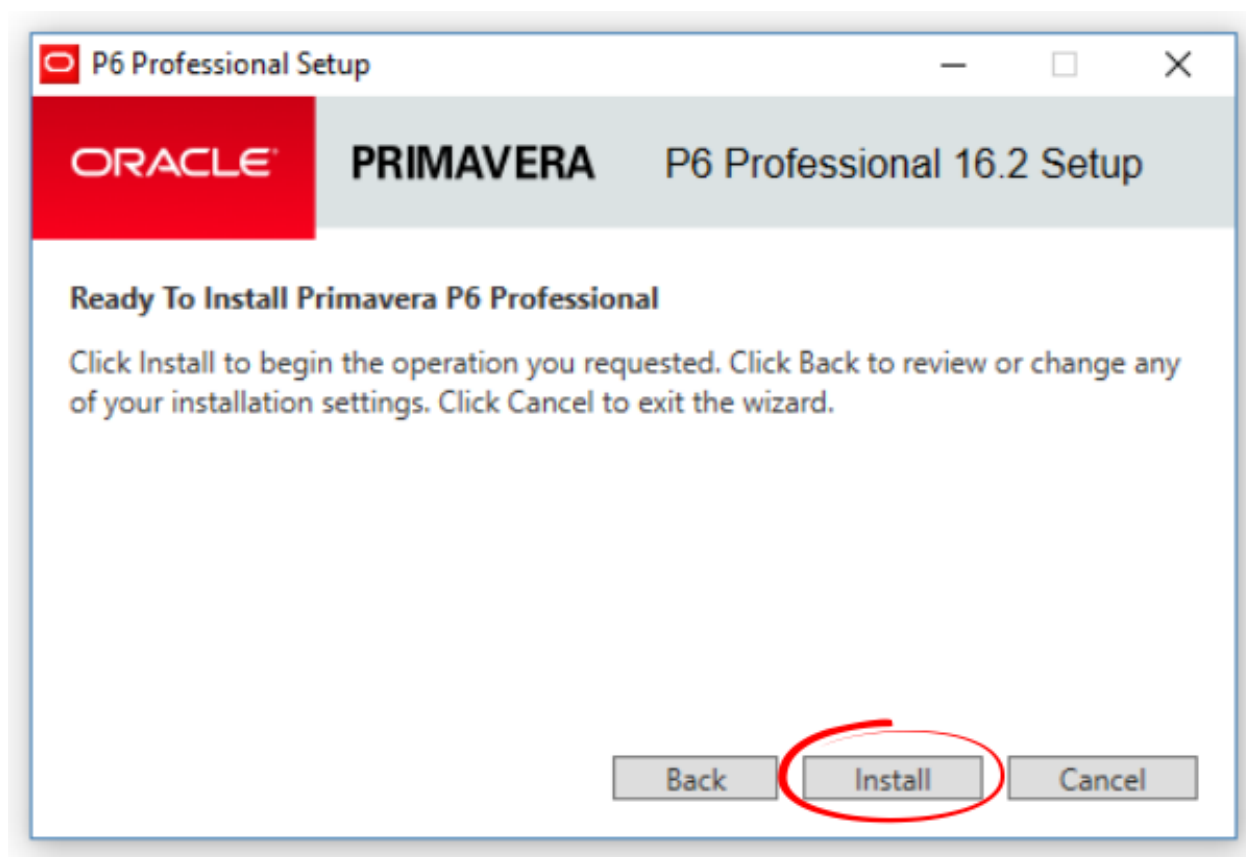 P6 Professional Setup
ORACLE PRIMAVERA P6 Professional 16.2 Setup
Ready To Install Primavera P6 Professional
Click Install to begin the operation you requested. Click Back to review or change any
of your installation settings. Click Cancel to exit the wizard.
Back Install Cancel